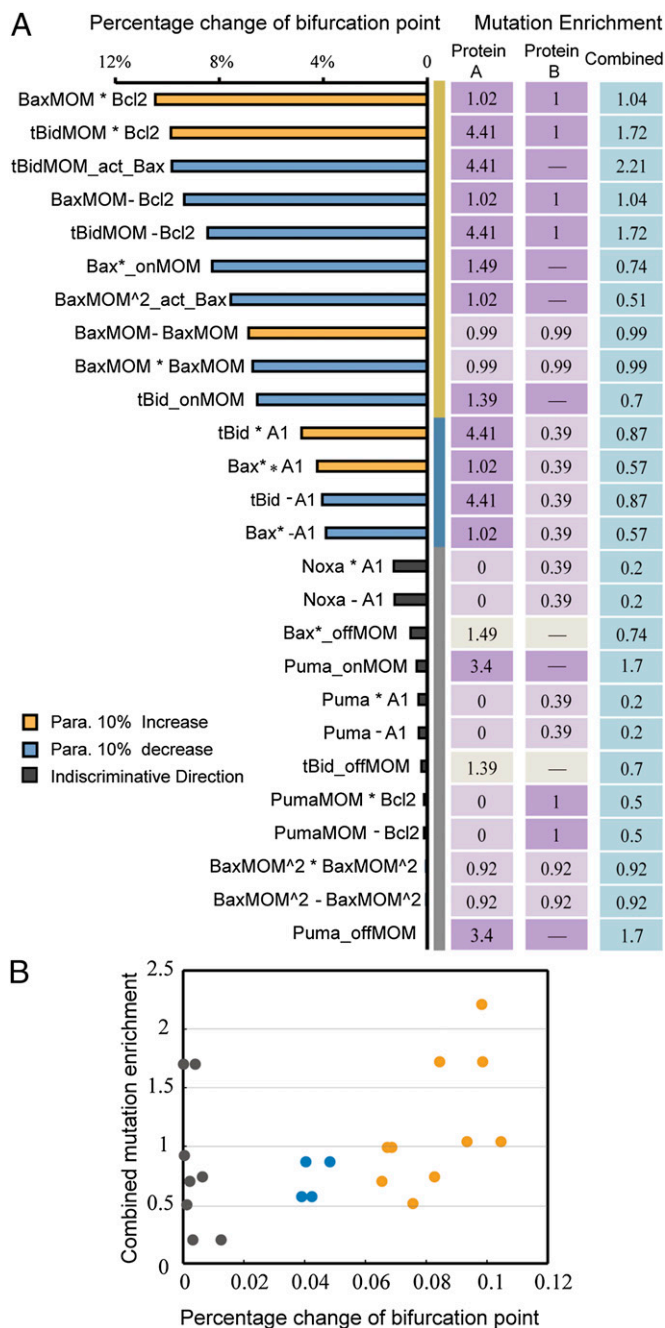 A
Percentage change of bifurcation point
Mutation Enrichment
12% 4% 0
Protein A Protein B Combined
BaxMOM * Bcl2 1.02 1 1.04
tBidMOM * Bcl2 4.41 1 1.72
tBidMOM_act_Bax 4.41 — 2.21
BaxMOM- Bcl2 1.02 1 1.04
tBidMOM -Bcl2 4.41 1 1.72
Bax*_onMOM 1.49 — 0.74
BaxMOM^2_act_Bax 1.02 — 0.51
BaxMOM- BaxMOM 0.99 0.99 0.99
BaxMOM * BaxMOM 0.99 0.99 0.99
tBid_onMOM 1.39 — 0.7
tBid * A1 4.41 0.39 0.87
Bax* * A1 1.02 0.39 0.57
tBid -A1 4.41 0.39 0.87
Bax* -A1 1.02 0.39 0.57
Noxa * A1 0 0.39 0.2
Noxa - A1 0 0.39 0.2
Bax*_offMOM 1.49 — 0.74
Puma_onMOM 3.4 — 1.7
Puma * A1 0 0.39 0.2
Puma - A1 0 0.39 0.2
tBid_offMOM 1.39 — 0.7
PumaMOM * Bcl2 0 1 0.5
PumaMOM - Bcl2 0 1 0.5
BaxMOM^2 * BaxMOM^2 0.92 0.92 0.92
BaxMOM^2 - BaxMOM^2 0.92 0.92 0.92
Puma_offMOM 3.4 — 1.7
Para. 10% Increase
Para. 10% decrease
Indiscriminative Direction
B
Combined mutation enrichment
2.5
2
1.5
1
0.5
0
0 0.02 0.04 0.06 0.08 0.1 0.12
Percentage change of bifurcation point